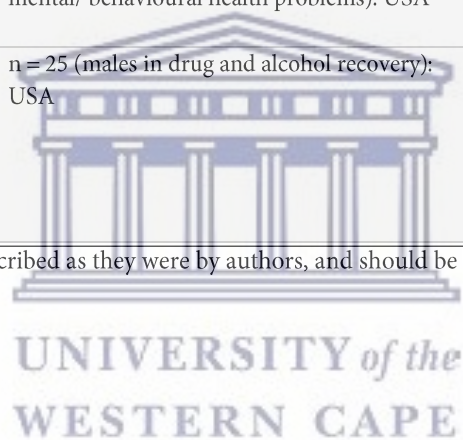 mental/ behavioural health problems): USA
n = 25 (males in drug and alcohol recovery):
USA
cribed as they were by authors, and should be
UNIVERSITY of the
WESTERN CAPE